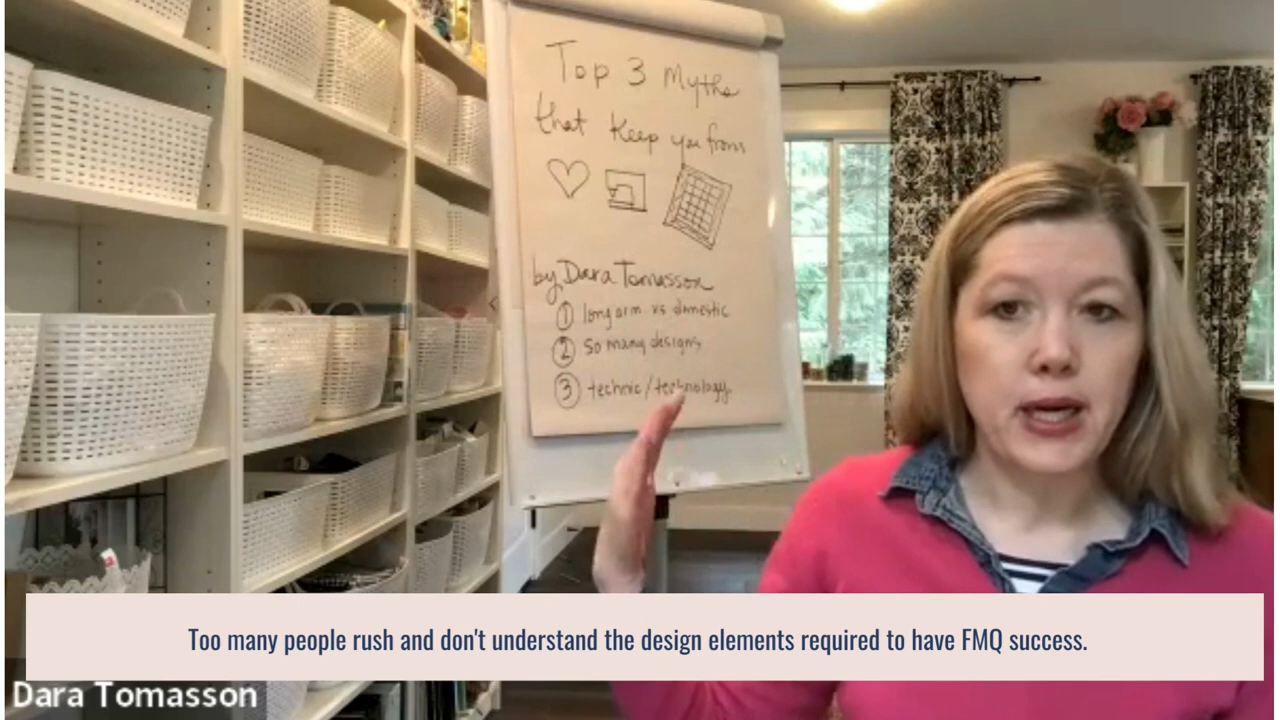 Top 3 Myths
that keep you from
by Dara Tomasson
① longarm vs domestic
② so many designs
③ technic/technology
Too many people rush and don't understand the design elements required to have FMQ success.
Dara Tomasson